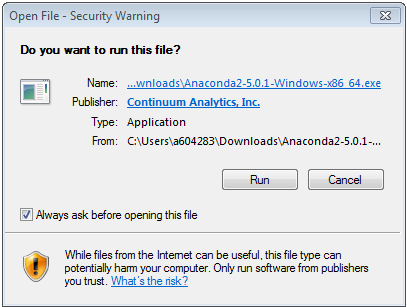 Open File - Security Warning
Do you want to run this file?
Name: ...wnloads\Anaconda2-5.0.1-Windows-x86_64.exe
Publisher: Continuum Analytics, Inc.
Type: Application
From: C:\Users\a604283\Downloads\Anaconda2-5.0.1-...
Run Cancel
Always ask before opening this file
While files from the Internet can be useful, this file type can
potentially harm your computer. Only run software from publishers
you trust. What's the risk?